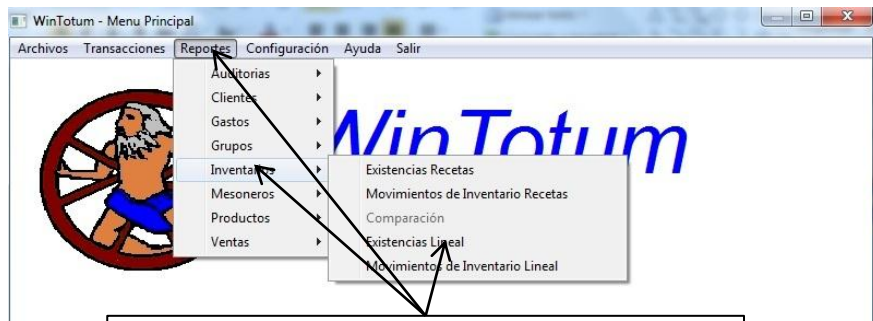 WinTotum - Menu Principal
Archivos Transacciones Reportes Configuración Ayuda Salir
Auditorias
Clientes
Gastos
Grupos
Inventarios
Mesoneros
Productos
Ventas
WinTotum
Existencias Recetas
Movimientos de Inventario Recetas
Comparación
Existencias Lineal
Movimientos de Inventario Lineal